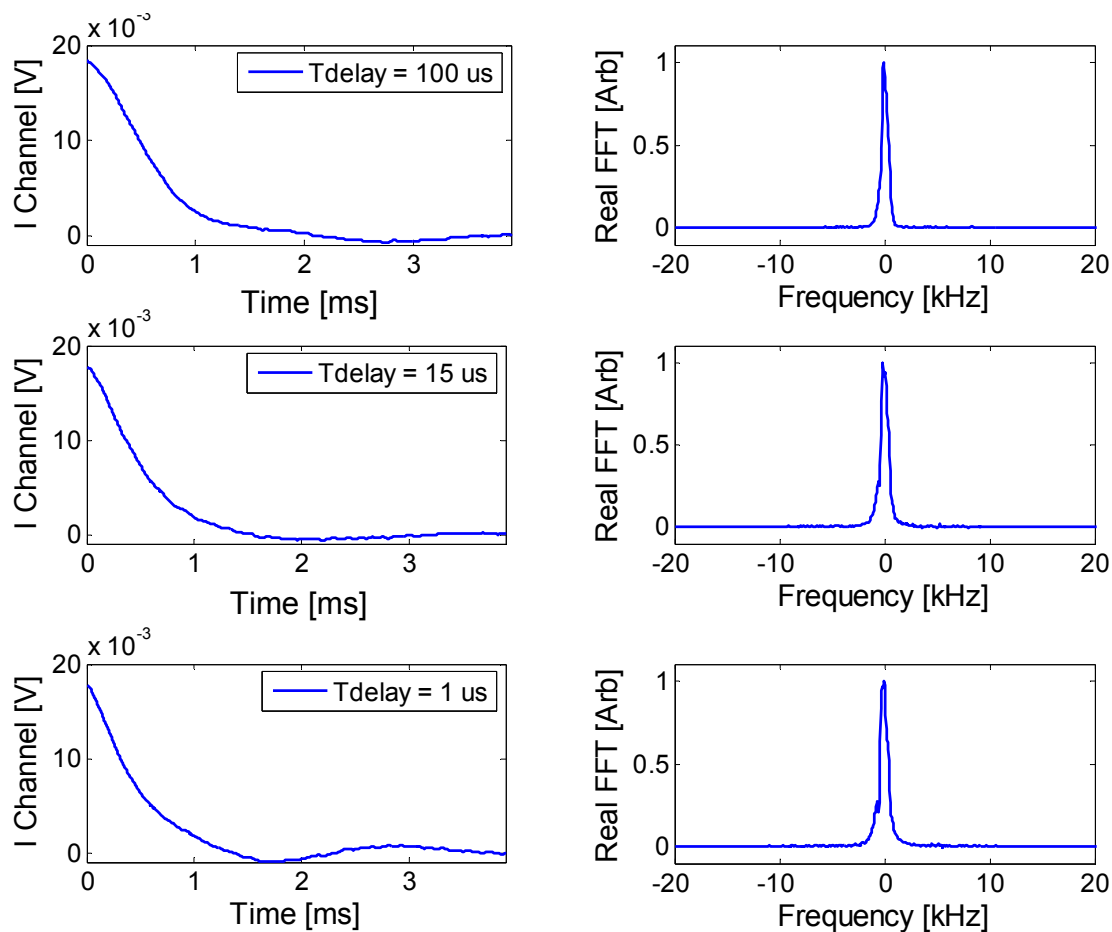 x 10⁻³
20
10
0
I Channel [V]
Tdelay = 100 us
0 1 2 3
Time [ms]
1
0.5
0
Real FFT [Arb]
-20 -10 0 10 20
Frequency [kHz]
x 10⁻³
20
10
0
I Channel [V]
Tdelay = 15 us
0 1 2 3
Time [ms]
1
0.5
0
Real FFT [Arb]
-20 -10 0 10 20
Frequency [kHz]
x 10⁻³
20
10
0
I Channel [V]
Tdelay = 1 us
0 1 2 3
Time [ms]
1
0.5
0
Real FFT [Arb]
-20 -10 0 10 20
Frequency [kHz]